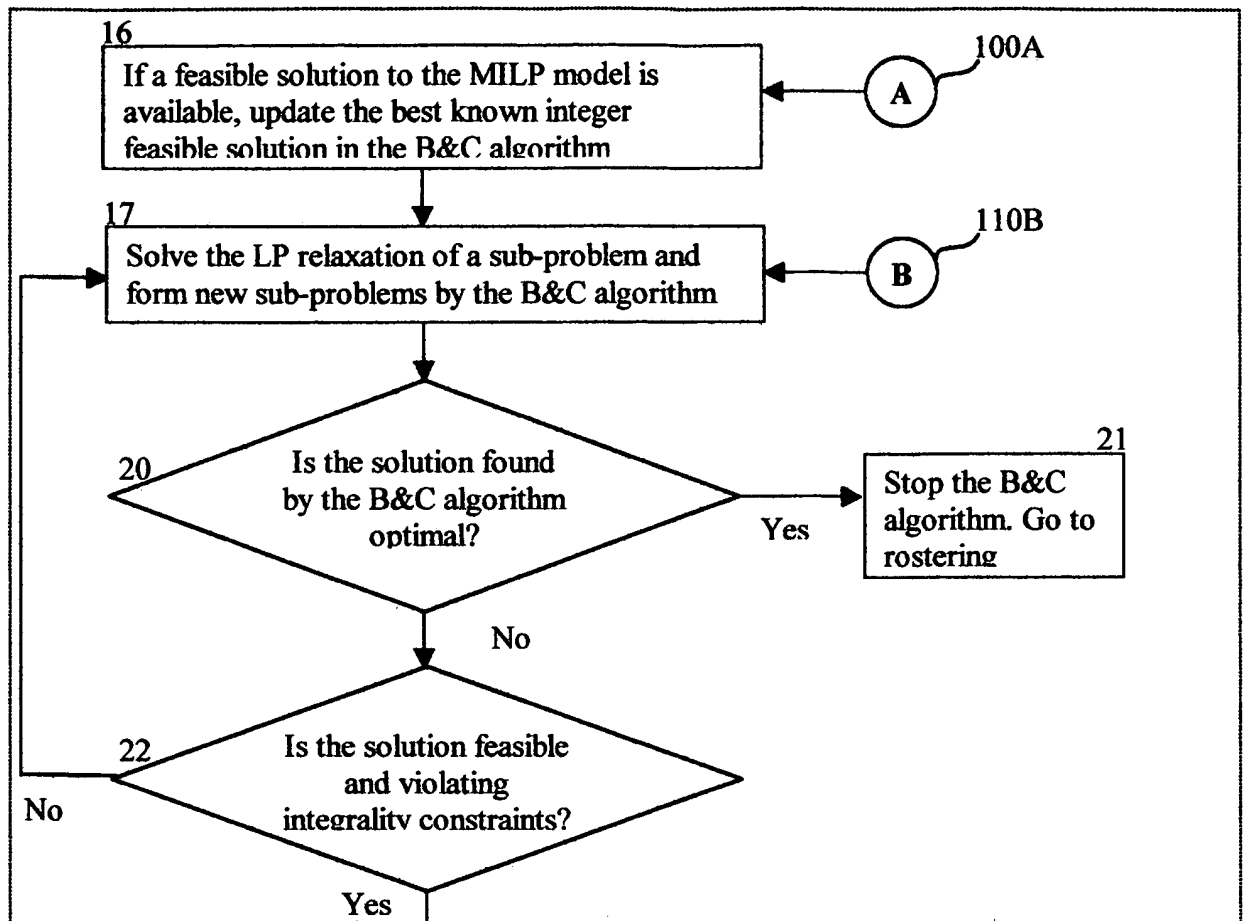 16
If a feasible solution to the MILP model is
available, update the best known integer
feasible solution in the B&C algorithm
A
100A
17
Solve the LP relaxation of a sub-problem and
form new sub-problems by the B&C algorithm
B
110B
20
Is the solution found
by the B&C algorithm
optimal?
Yes
21
Stop the B&C
algorithm. Go to
rostering
No
22
Is the solution feasible
and violating
integrality constraints?
No
Yes